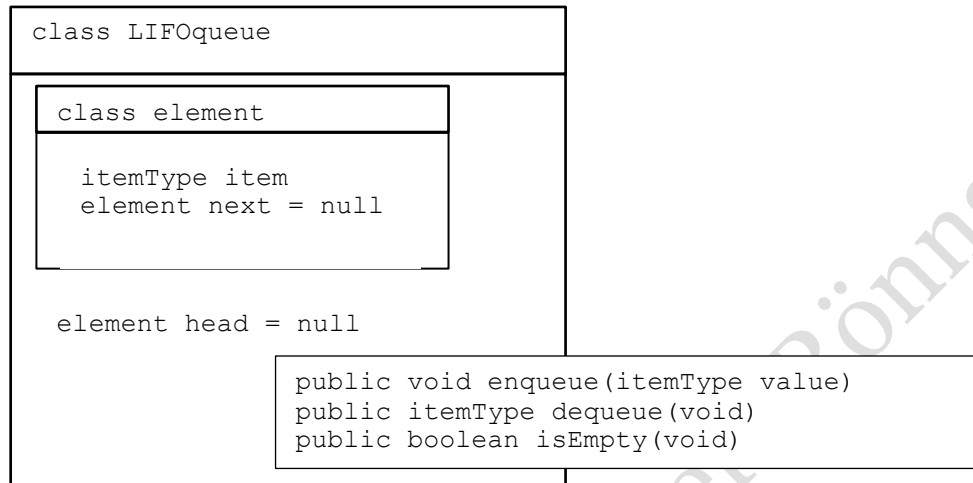 class LIFOqueue
class element
itemType item
element next = null
element head = null
public void enqueue(itemType value)
public itemType dequeue(void)
public boolean isEmpty(void)